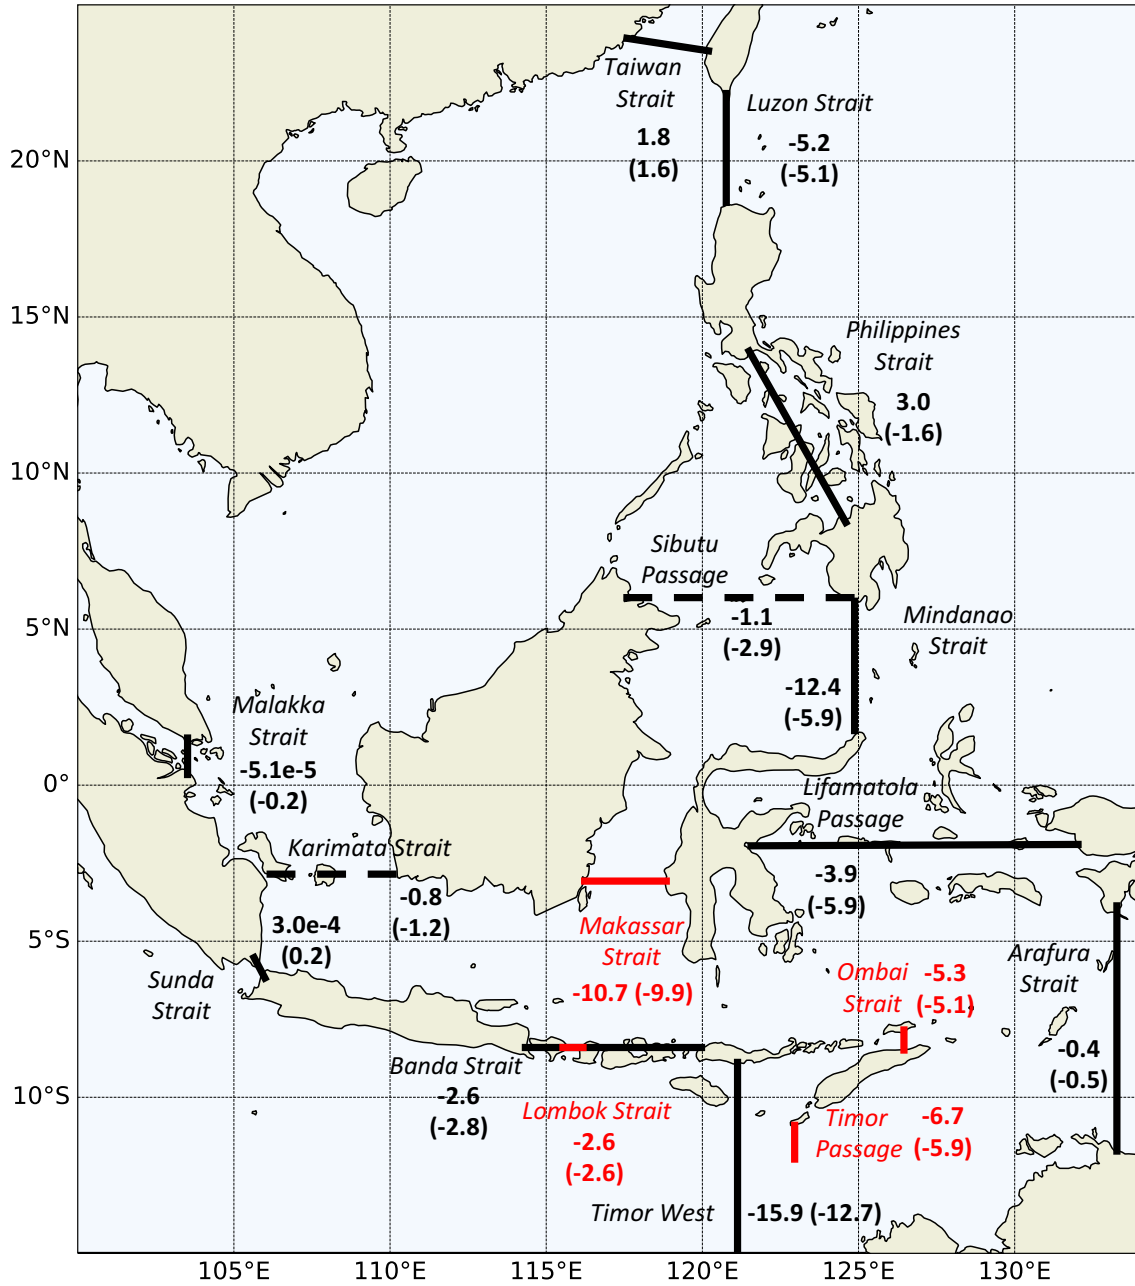 Taiwan
Strait
1.8
(1.6)
Luzon Strait
-5.2
(-5.1)
20°N
15°N
Philippines
Strait
3.0
(-1.6)
10°N
Sibutu
Passage
-1.1
(-2.9)
5°N
Mindanao
Strait
-12.4
(-5.9)
Malakka
Strait
-5.1e-5
(-0.2)
0°
Lifamatola
Passage
-3.9
(-5.9)
Karimata Strait
-0.8
(-1.2)
3.0e-4
(0.2)
Sunda
Strait
5°S
Makassar
Strait
-10.7 (-9.9)
Ombai -5.3
Strait (-5.1)
Arafura
Strait
-0.4
(-0.5)
Banda Strait
-2.6
(-2.8)
10°S
Lombok Strait
-2.6
(-2.6)
Timor -6.7
Passage (-5.9)
Timor West -15.9 (-12.7)
105°E 110°E 115°E 120°E 125°E 130°E